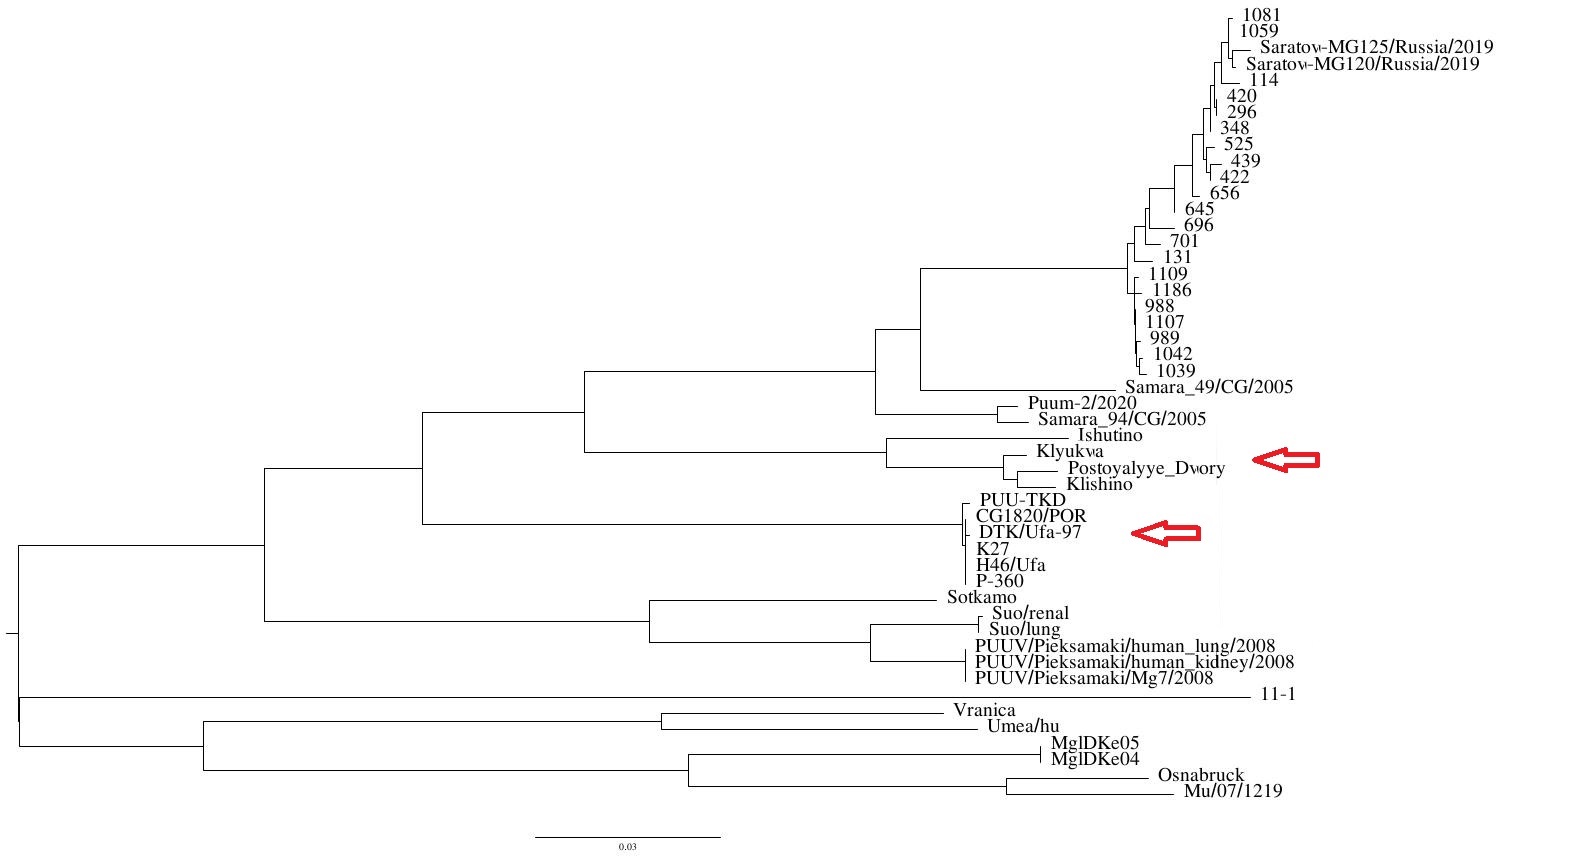 1081
1059
Saratov-MG125/Russia/2019
Saratov-MG120/Russia/2019
114
420
296
348
525
439
422
656
645
696
701
131
1109
1186
988
1107
989
1042
1039
Samara_49/CG/2005
Puum-2/2020
Samara_94/CG/2005
Ishutino
Klyukva
Postoyalyye_Dvory
Klishino
PUU-TKD
CG1820/POR
DTK/Ufa-97
K27
H46/Ufa
P-360
Sotkamo
Suo/renal
Suo/lung
PUUV/Pieksamaki/human_lung/2008
PUUV/Pieksamaki/human_kidney/2008
PUUV/Pieksamaki/Mg7/2008
11-1
Vranica
Umea/hu
MglDKe05
MglDKe04
Osnabruck
Mu/07/1219
0.03